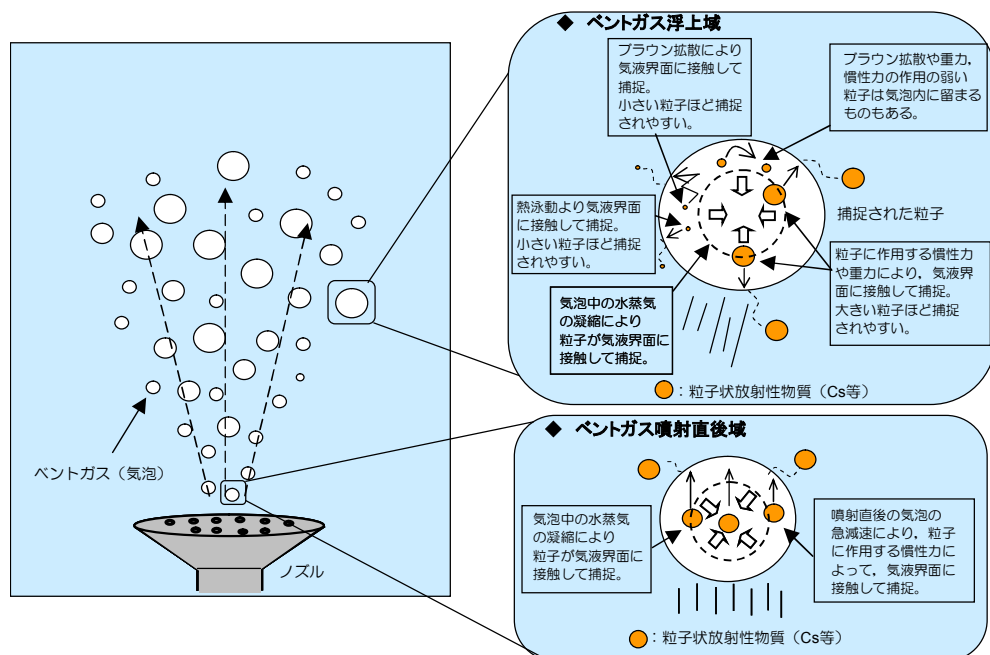 ベントガス（気泡）
ノズル
◆ ベントガス浮上域
ブラウン拡散により
気液界面に接触して
捕捉。
小さい粒子ほど捕捉
されやすい。
ブラウン拡散や重力，
慣性力の作用の弱い
粒子は気泡内に留まる
ものもある。
熱泳動より気液界面
に接触して捕捉。
小さい粒子ほど捕捉
されやすい。
捕捉された粒子
気泡中の水蒸気
の凝縮により
粒子が気液界面に
接触して捕捉。
粒子に作用する慣性力
や重力により，気液界
面に接触して捕捉。
大きい粒子ほど捕捉
されやすい。
：粒子状放射性物質（Cs等）
◆ ベントガス噴射直後域
気泡中の水蒸気
の凝縮により
粒子が気液界面に
接触して捕捉。
噴射直後の気泡の
急減速により，粒子
に作用する慣性力に
よって，気液界面に
接触して捕捉。
：粒子状放射性物質（Cs等）